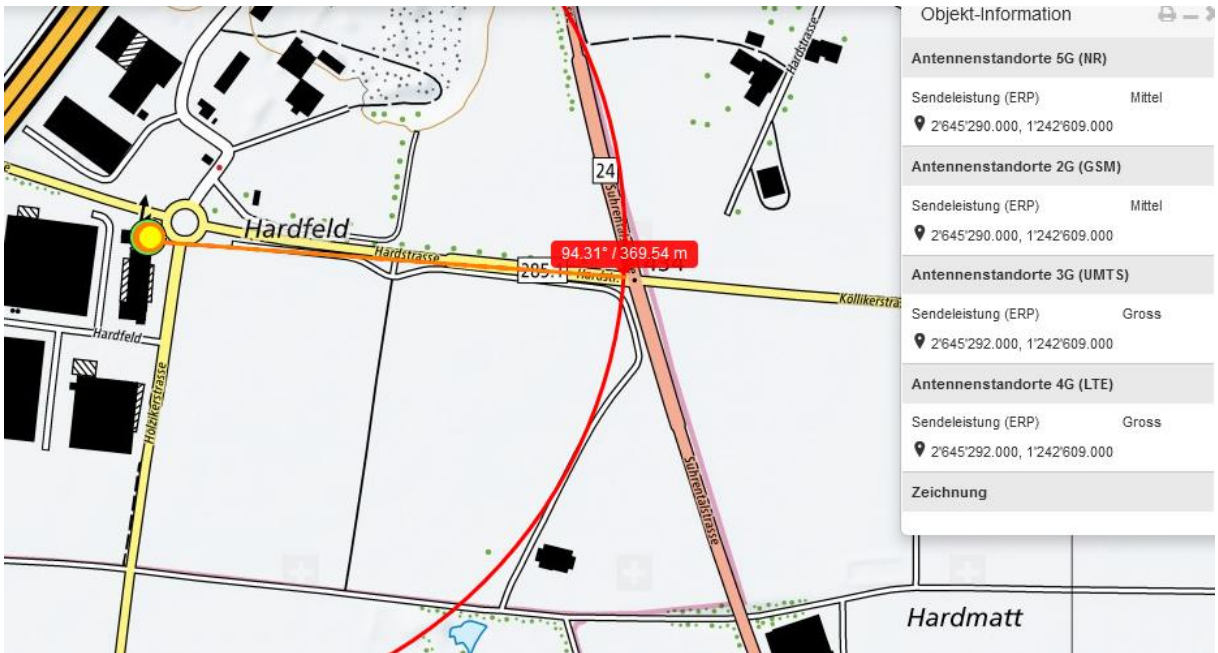 Objekt-Information
Antennenstandorte 5G (NR)
Sendeleistung (ERP) Mittel
2'645'290.000, 1'242'609.000
Antennenstandorte 2G (GSM)
Sendeleistung (ERP) Mittel
2'645'290.000, 1'242'609.000
Antennenstandorte 3G (UMTS)
Sendeleistung (ERP) Gross
2'645'292.000, 1'242'609.000
Antennenstandorte 4G (LTE)
Sendeleistung (ERP) Gross
2'645'292.000, 1'242'609.000
Zeichnung
Hardstrasse
24
Hardfeld
Hardstrasse
94.31° / 369.54 m
285.1
Hardstr.
Hardfeld
Holzikerstrasse
Suhrentalstrasse
Hardmatt